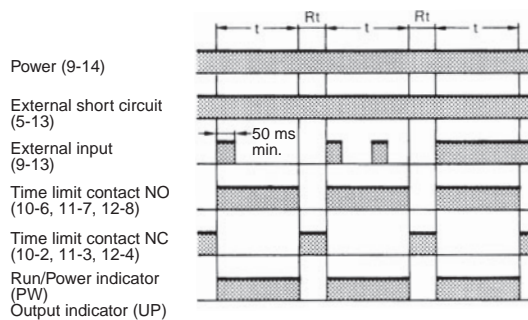 t Rt t Rt t
Power (9-14)
External short circuit
(5-13)
External input
(9-13)
50 ms
min.
Time limit contact NO
(10-6, 11-7, 12-8)
Time limit contact NC
(10-2, 11-3, 12-4)
Run/Power indicator
(PW)
Output indicator (UP)